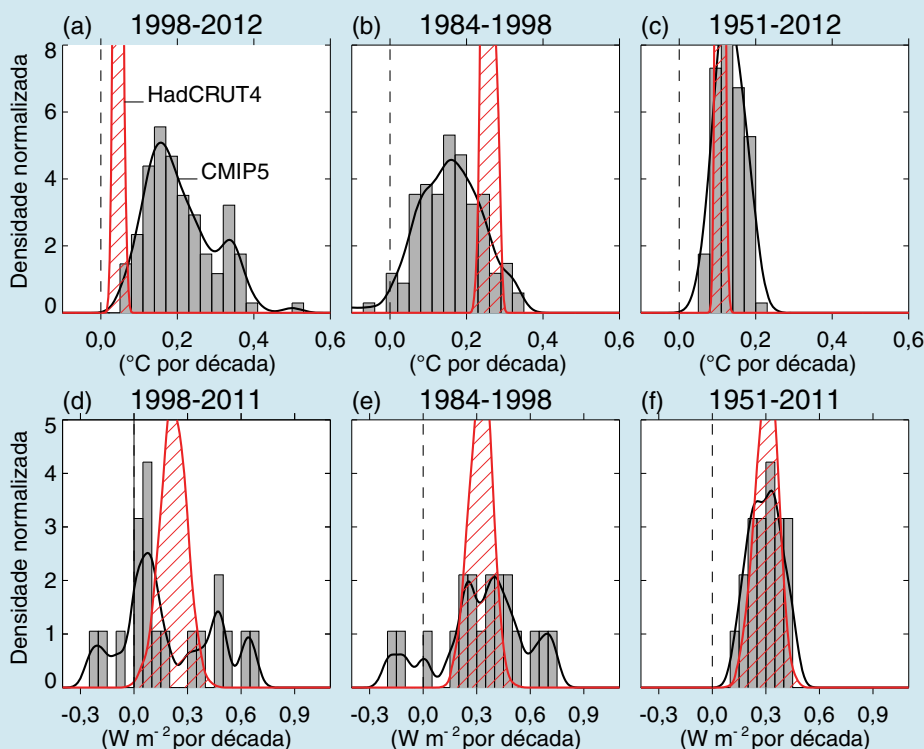 (a) 1998-2012
(b) 1984-1998
(c) 1951-2012
Densidade normalizada
8
6
4
2
0
HadCRUT4
CMIP5
0,0 0,2 0,4 0,6
0,0 0,2 0,4 0,6
0,0 0,2 0,4 0,6
(°C por década)
(°C por década)
(°C por década)
(d) 1998-2011
(e) 1984-1998
(f) 1951-2011
Densidade normalizada
5
4
3
2
1
0
-0,3 0,0 0,3 0,6 0,9
-0,3 0,0 0,3 0,6 0,9
-0,3 0,0 0,3 0,6 0,9
(W m⁻² por década)
(W m⁻² por década)
(W m⁻² por década)